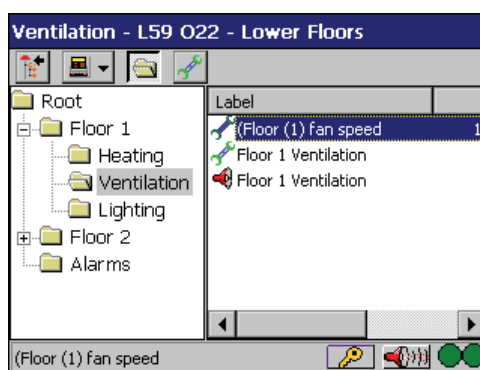 Ventilation - L59 O22 - Lower Floors
Root
Floor 1
Heating
Ventilation
Lighting
Floor 2
Alarms
Label
(Floor (1) fan speed 1
Floor 1 Ventilation
Floor 1 Ventilation
(Floor (1) fan speed